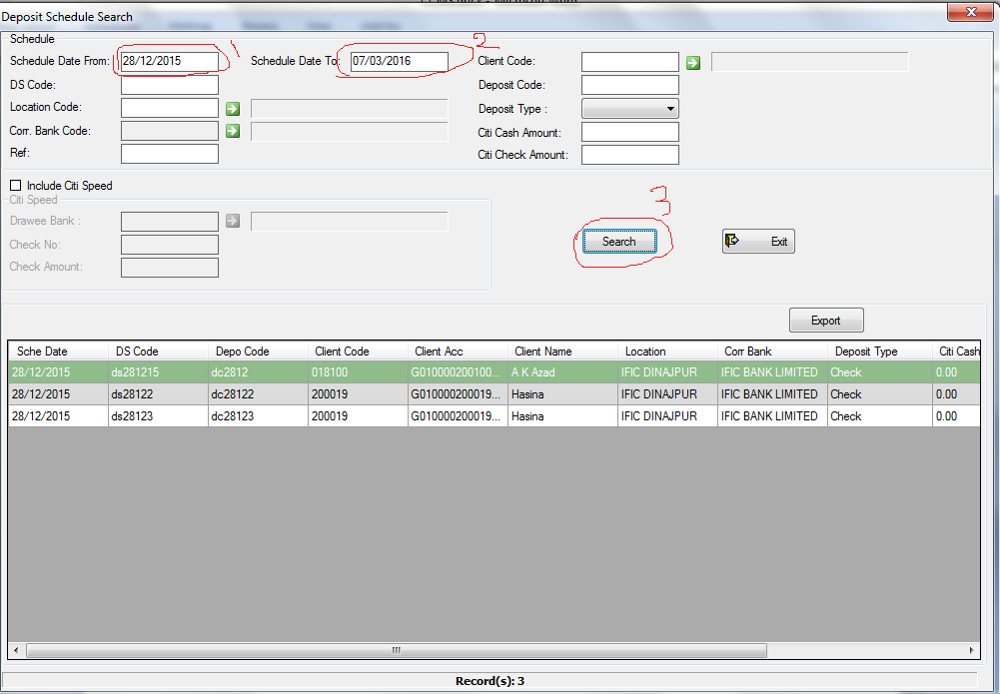 Deposit Schedule Search
Schedule
Schedule Date From: 28/12/2015 1 Schedule Date To: 07/03/2016 2 Client Code:
DS Code: Deposit Code:
Location Code: Deposit Type :
Corr. Bank Code: Citi Cash Amount:
Ref: Citi Check Amount:
Include Citi Speed
Citi Speed
Drawee Bank :
Check No:
Check Amount:
3
Search Exit
Export
Sche Date DS Code Depo Code Client Code Client Acc Client Name Location Corr Bank Deposit Type Citi Cash
28/12/2015 ds281215 dc2812 018100 G010000200100... A K Azad IFIC DINAJPUR IFIC BANK LIMITED Check 0.00
28/12/2015 ds28122 dc28122 200019 G010000200019... Hasina IFIC DINAJPUR IFIC BANK LIMITED Check 0.00
28/12/2015 ds28123 dc28123 200019 G010000200019... Hasina IFIC DINAJPUR IFIC BANK LIMITED Check 0.00
Record(s): 3